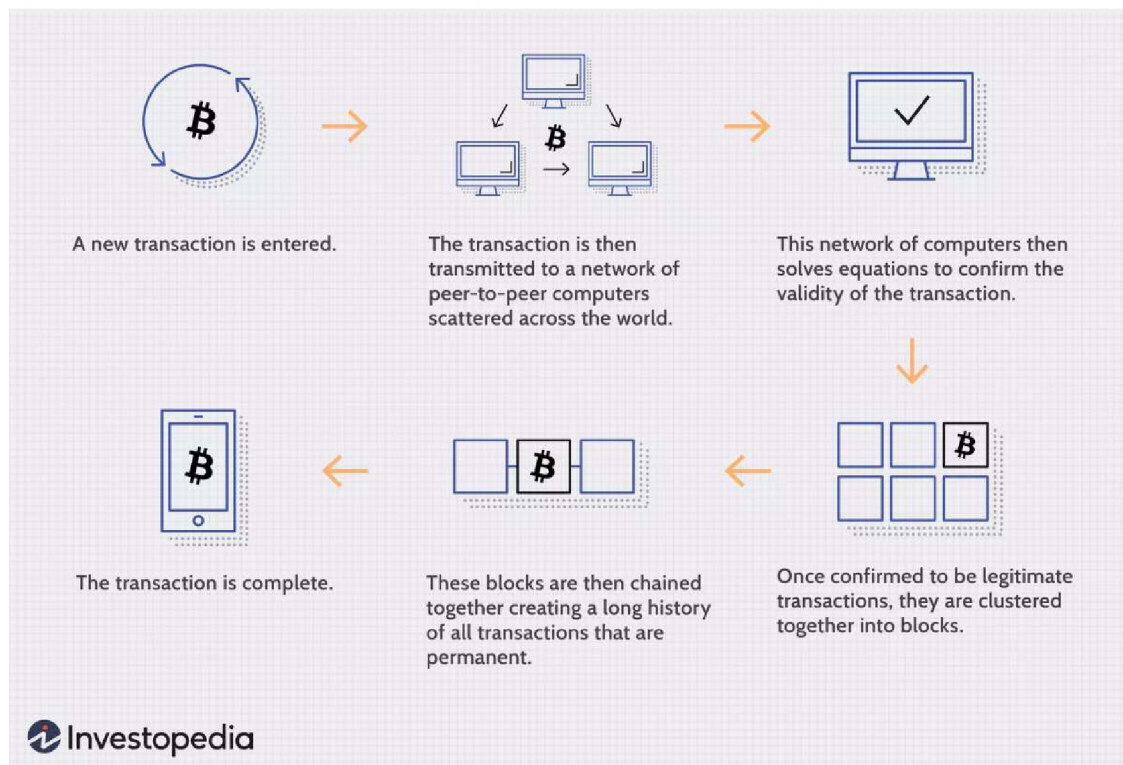 A new transaction is entered.
The transaction is then
transmitted to a network of
peer-to-peer computers
scattered across the world.
This network of computers then
solves equations to confirm the
validity of the transaction.
Once confirmed to be legitimate
transactions, they are clustered
together into blocks.
These blocks are then chained
together creating a long history
of all transactions that are
permanent.
The transaction is complete.
Investopedia